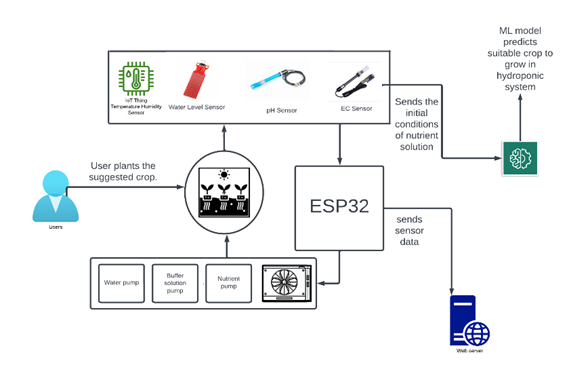 ML model
predicts
suitable crop to
grow in
hydroponic
system
IoT Thing
Temperature Humidity
Sensor
Water Level Sensor
pH Sensor
EC Sensor
Sends the
initial
conditions
of nutrient
solution
User plants the
suggested crop.
Users
ESP32
sends
sensor
data
Water pump
Buffer
solution
pump
Nutrient
pump
Web server